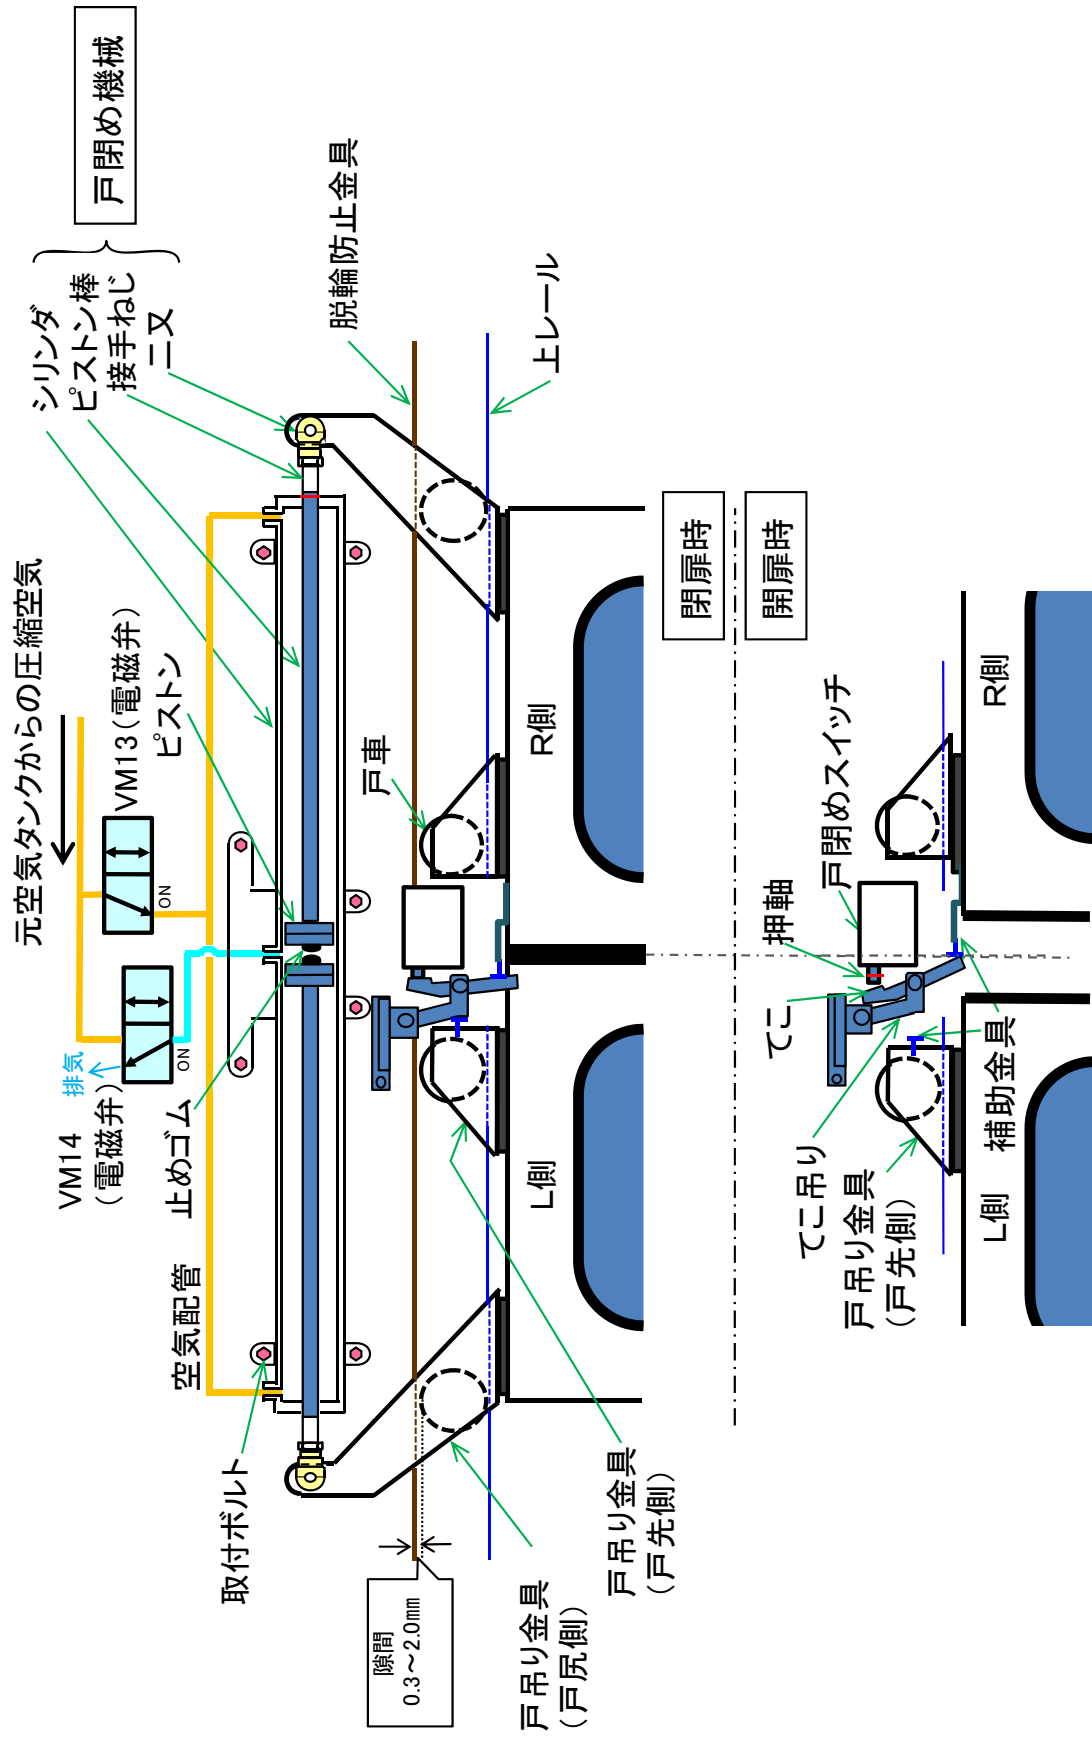 元空気タンクからの圧縮空気
戸閉め機械
VM14
（電磁弁）
排気
ON
VM13（電磁弁）
ON
シリンダ
ピストン棒
接手ねじ
二又
ピストン
止めゴム
空気配管
取付ボルト
脱輪防止金具
上レール
戸車
隙間
0.3～2.0mm
戸吊り金具
（戸尻側）
戸吊り金具
（戸先側）
L側
R側
閉扉時
開扉時
てこ
押軸
戸閉めスイッチ
てこ吊り
戸吊り金具
（戸先側）
補助金具
L側
R側